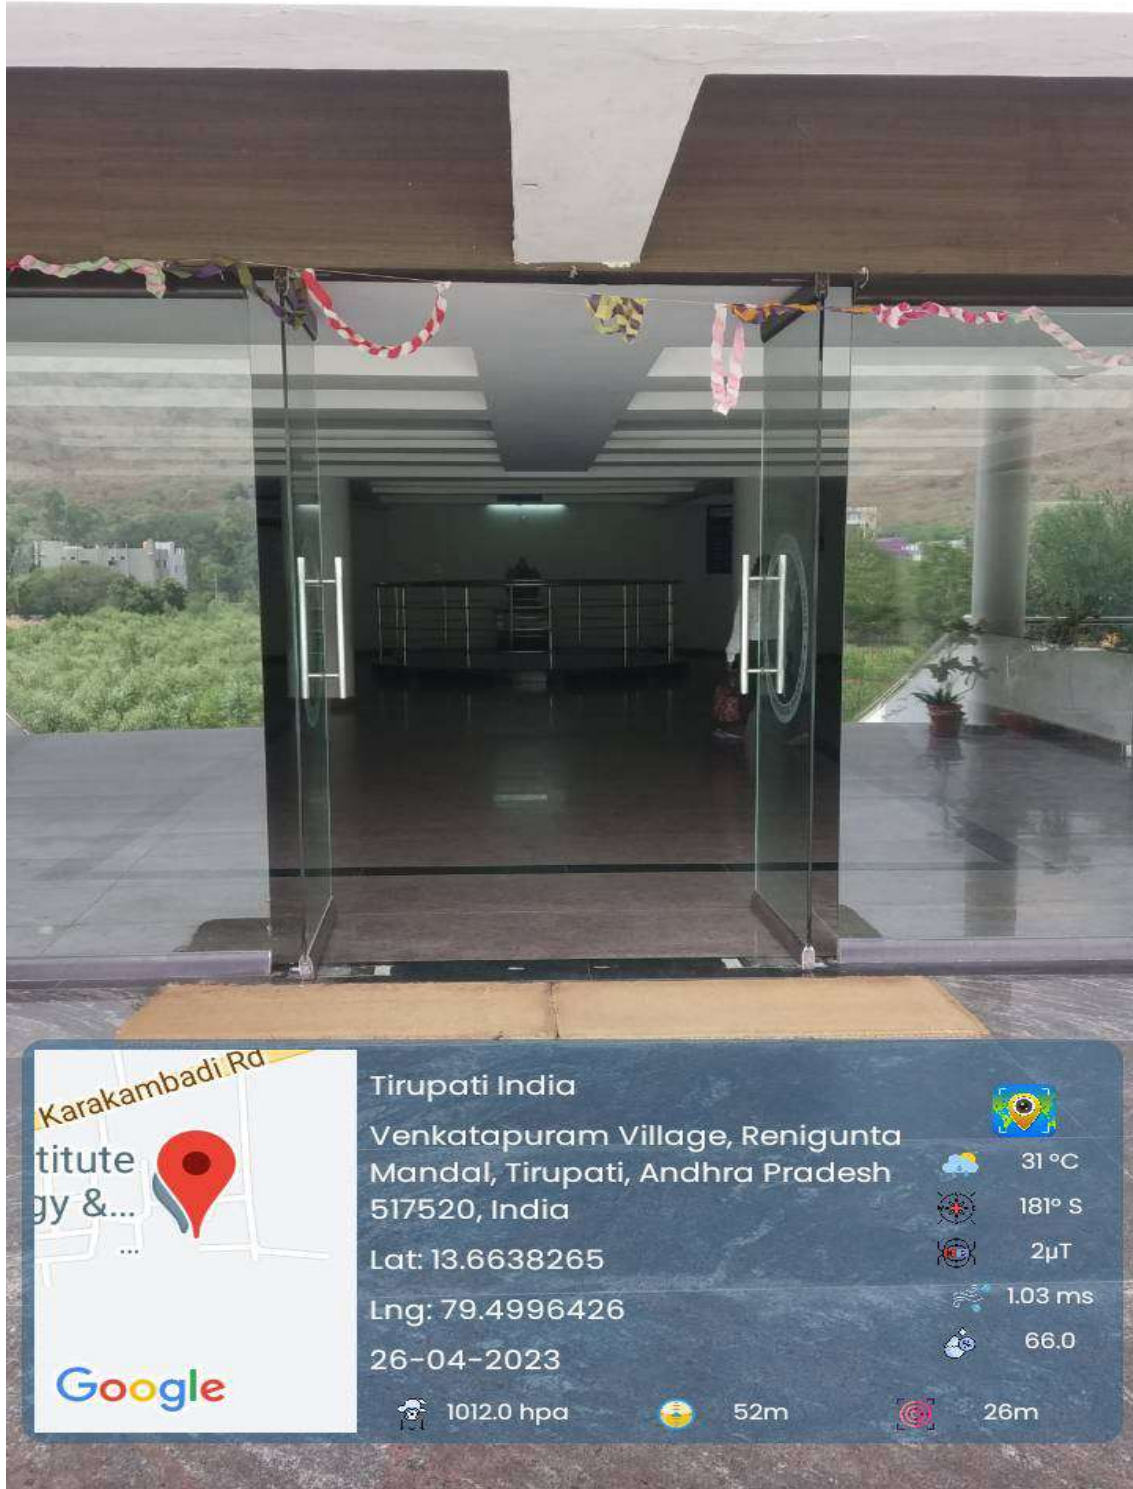 Karakambadi Rd
titute
gy &...
...
Google
Tirupati India
Venkatapuram Village, Renigunta
Mandal, Tirupati, Andhra Pradesh
517520, India
Lat: 13.6638265
Lng: 79.4996426
26-04-2023
31 °C
181° S
2µT
1.03 ms
66.0
1012.0 hpa
52m
26m